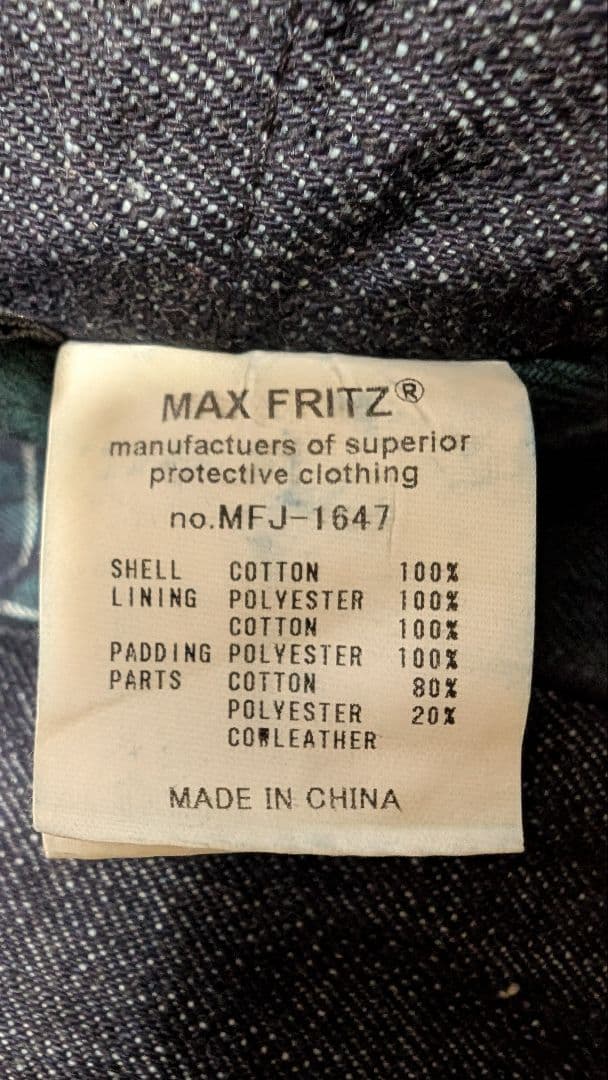 MAX FRITZ®
manufactuers of superior
protective clothing
no.MFJ-1647
SHELL COTTON 100%
LINING POLYESTER 100%
COTTON 100%
PADDING POLYESTER 100%
PARTS COTTON 80%
POLYESTER 20%
COWLEATHER
MADE IN CHINA